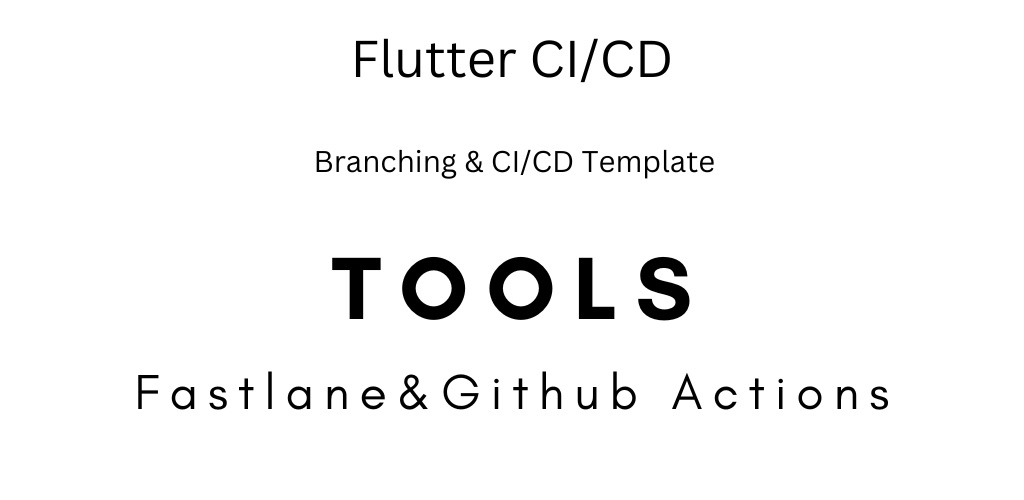 Flutter CI/CD
Branching & CI/CD Template
TOOLS
Fastlane&Github Actions